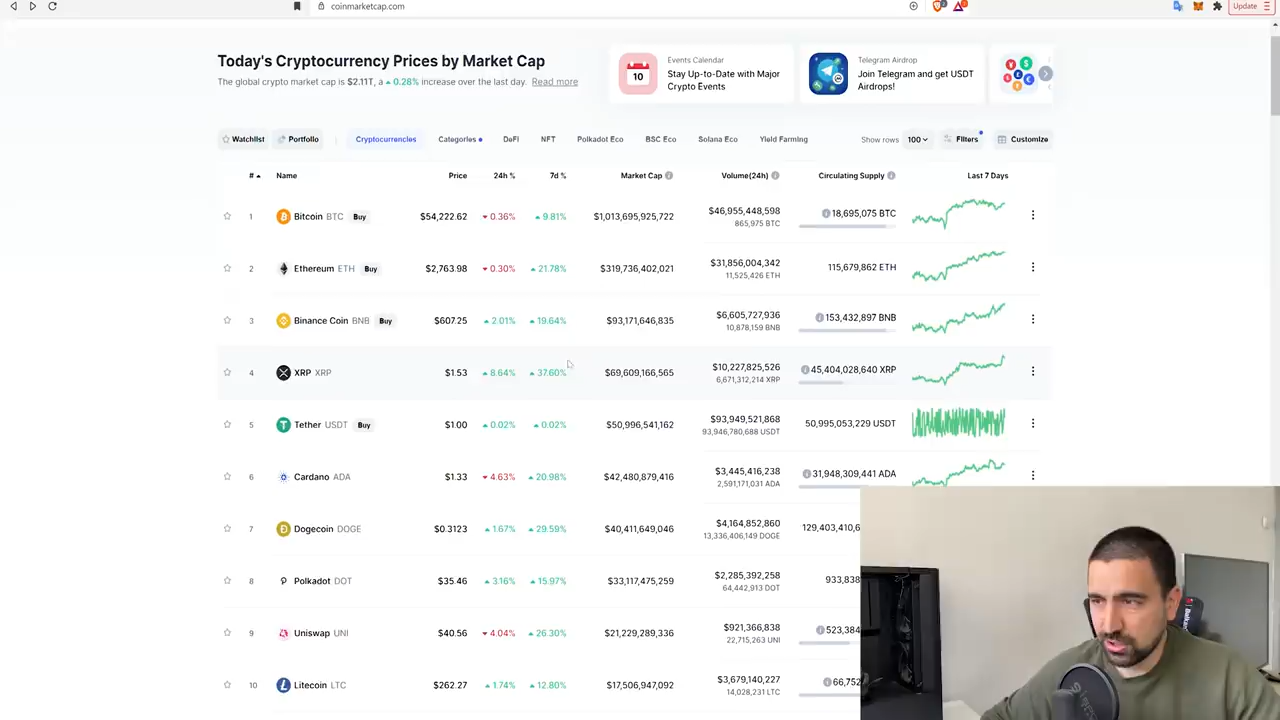 coinmarketcap.com
Update
Today's Cryptocurrency Prices by Market Cap
The global crypto market cap is $2.11T, a 0.28% increase over the last day. Read more
Events Calendar
Stay Up-To-Date with Major
Crypto Events
10
Telegram Airdrop
Join Telegram and get USDT
Airdrops!
Watchlist Portfolio Cryptocurrencies Categories DeFi NFT Polkadot Eco BSC Eco Solana Eco Yield Farming Show rows 100 Filters Customize
# Name Price 24h % 7d % Market Cap Volume(24h) Circulating Supply Last 7 Days
1 Bitcoin BTC Buy $54,222.62 0.36% 9.81% $1,013,695,925,722 $46,955,448,598 18,695,075 BTC
865,975 BTC
2 Ethereum ETH Buy $2,763.98 0.30% 21.78% $319,736,402,021 $31,856,004,342 115,679,862 ETH
11,525,426 ETH
3 Binance Coin BNB Buy $607.25 2.01% 19.64% $93,171,646,835 $6,605,727,936 153,432,897 BNB
10,878,159 BNB
4 XRP XRP $1.53 8.64% 37.60% $69,609,166,565 $10,227,825,526 45,404,028,640 XRP
6,671,312,214 XRP
5 Tether USDT Buy $1.00 0.02% 0.02% $50,996,541,162 $93,949,521,868 50,995,053,229 USDT
93,946,780,688 USDT
6 Cardano ADA $1.33 4.63% 20.98% $42,480,879,416 $3,445,416,238 31,948,309,441 ADA
2,591,171,031 ADA
7 Dogecoin DOGE $0.3123 1.67% 29.59% $40,411,649,046 $4,164,852,860 129,403,410,6
13,336,406,149 DOGE
8 Polkadot DOT $35.46 3.16% 15.97% $33,117,475,259 $2,285,392,258 933,838
64,442,913 DOT
9 Uniswap UNI $40.56 4.04% 26.30% $21,229,289,336 $921,366,838 523,384
22,715,263 UNI
10 Litecoin LTC $262.27 1.74% 12.80% $17,506,947,092 $3,679,140,227 66,752
14,028,231 LTC